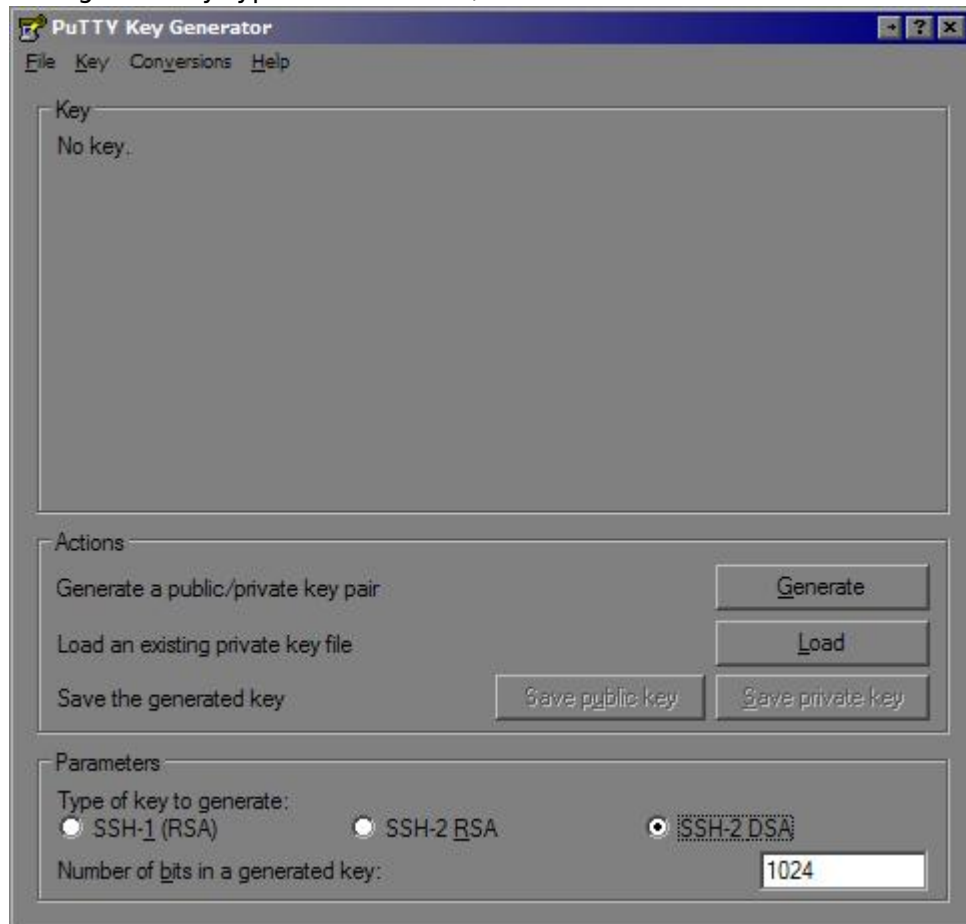 PuTTY Key Generator
File Key Conversions Help
Key
No key.
Actions
Generate a public/private key pair Generate
Load an existing private key file Load
Save the generated key Save public key Save private key
Parameters
Type of key to generate:
SSH-1 (RSA) SSH-2 RSA SSH-2 DSA
Number of bits in a generated key: 1024